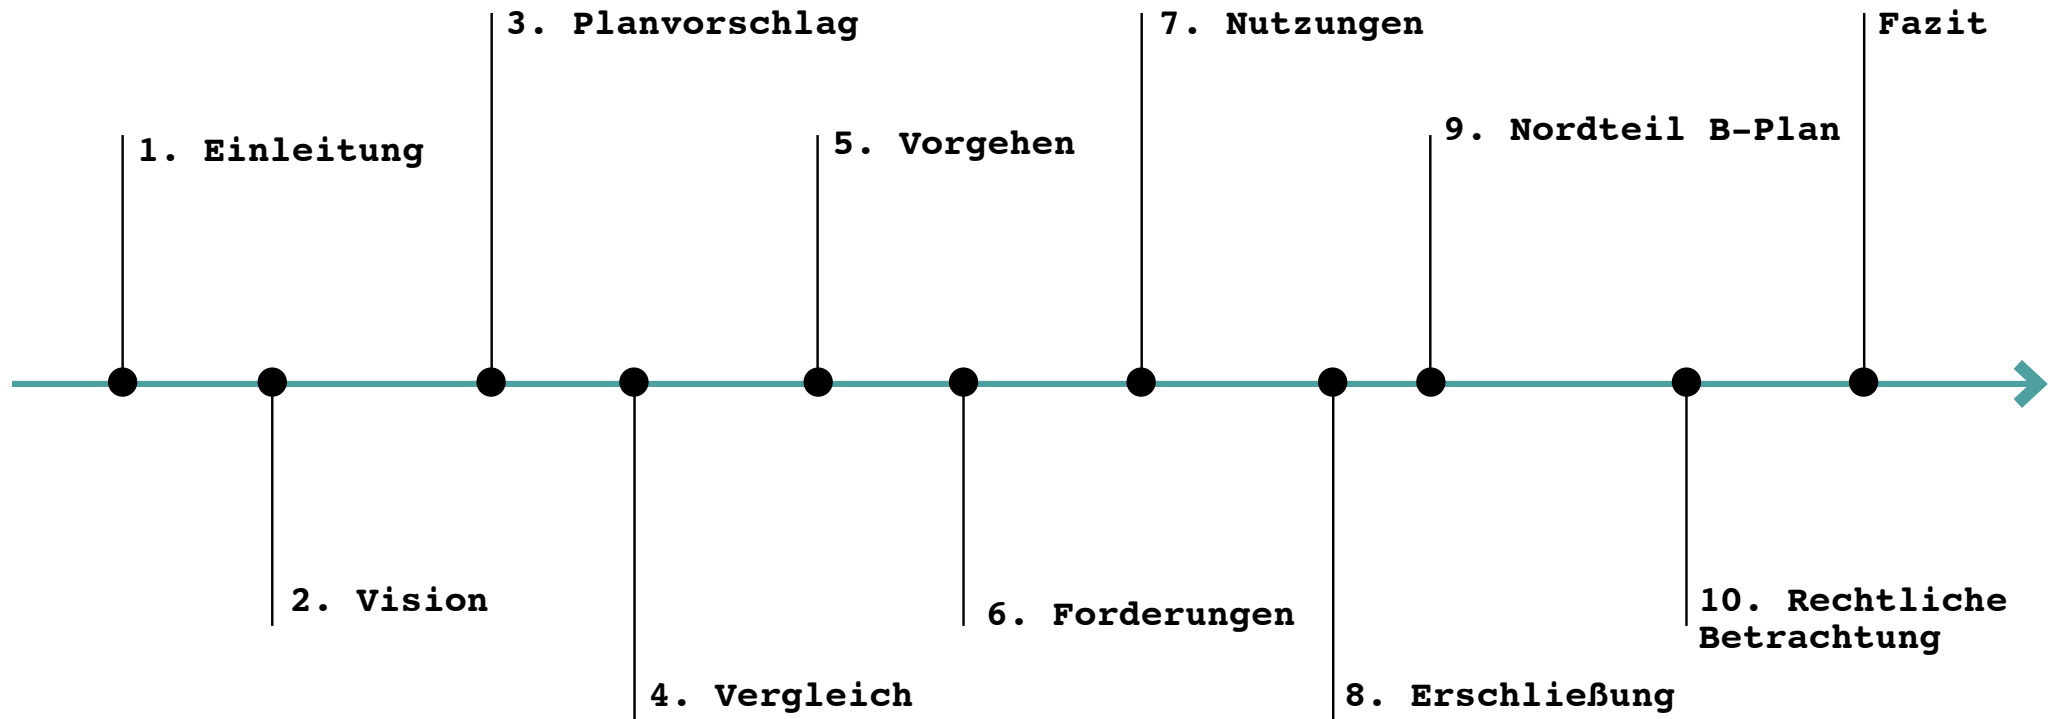 1. Einleitung
2. Vision
3. Planvorschlag
4. Vergleich
5. Vorgehen
6. Forderungen
7. Nutzungen
8. Erschließung
9. Nordteil B-Plan
10. Rechtliche
Betrachtung
Fazit